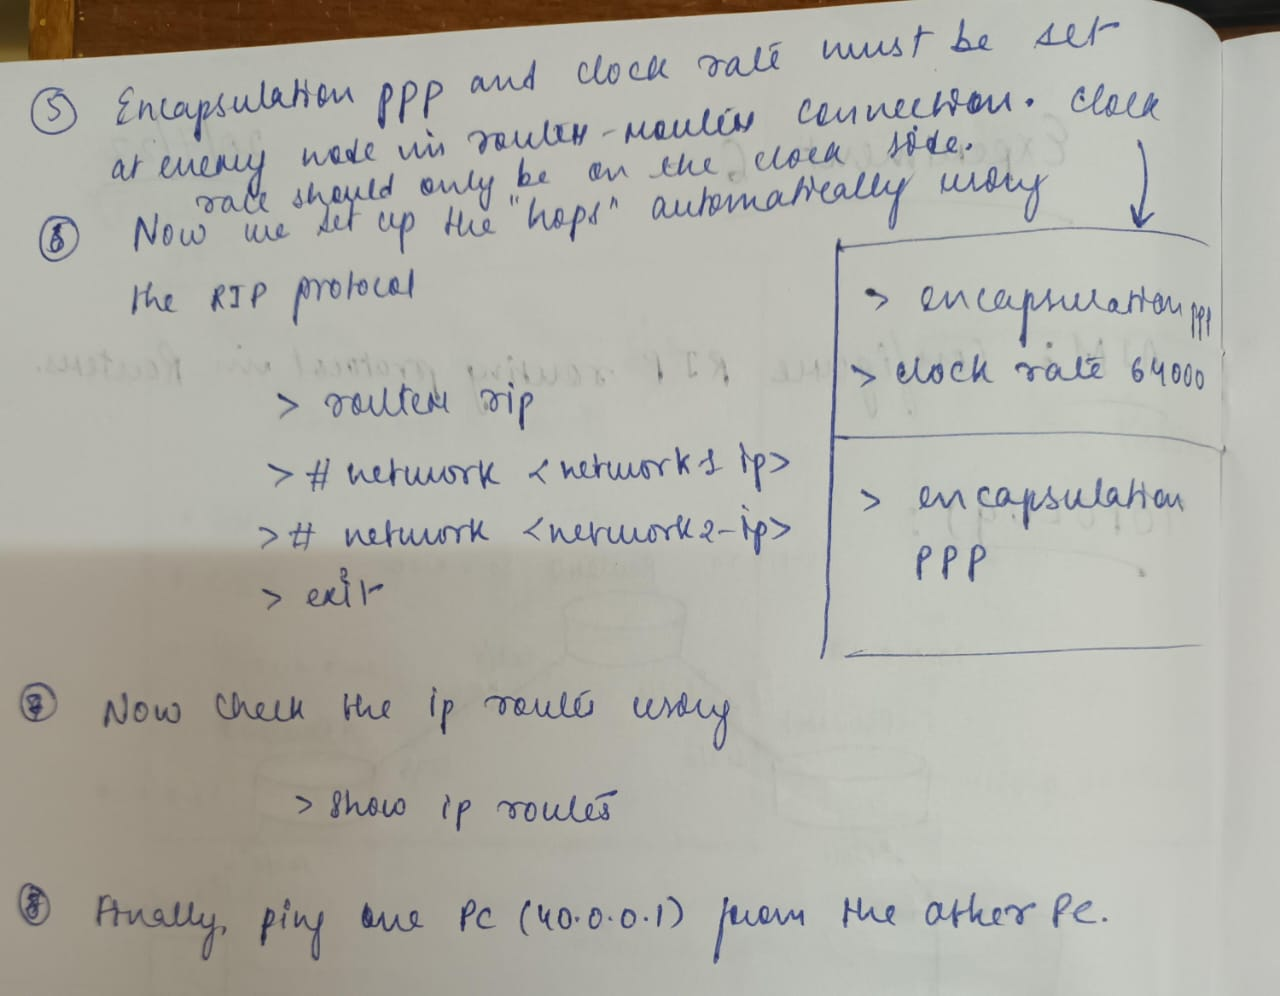 ⑤ Encapsulation ppp and clock rate must be set
at every node in router-router connection. Clock
rate should only be on the clock side.
⑥ Now we set up the "hops" automatically using
the RIP protocol
> router rip
> # network <network1 ip>
> # network <network2-ip>
> exit
> encapsulation ppp
> clock rate 64000
> encapsulation
PPP
⑦ Now check the ip route using
> show ip routes
⑧ Finally, ping one PC (40.0.0.1) from the other PC.